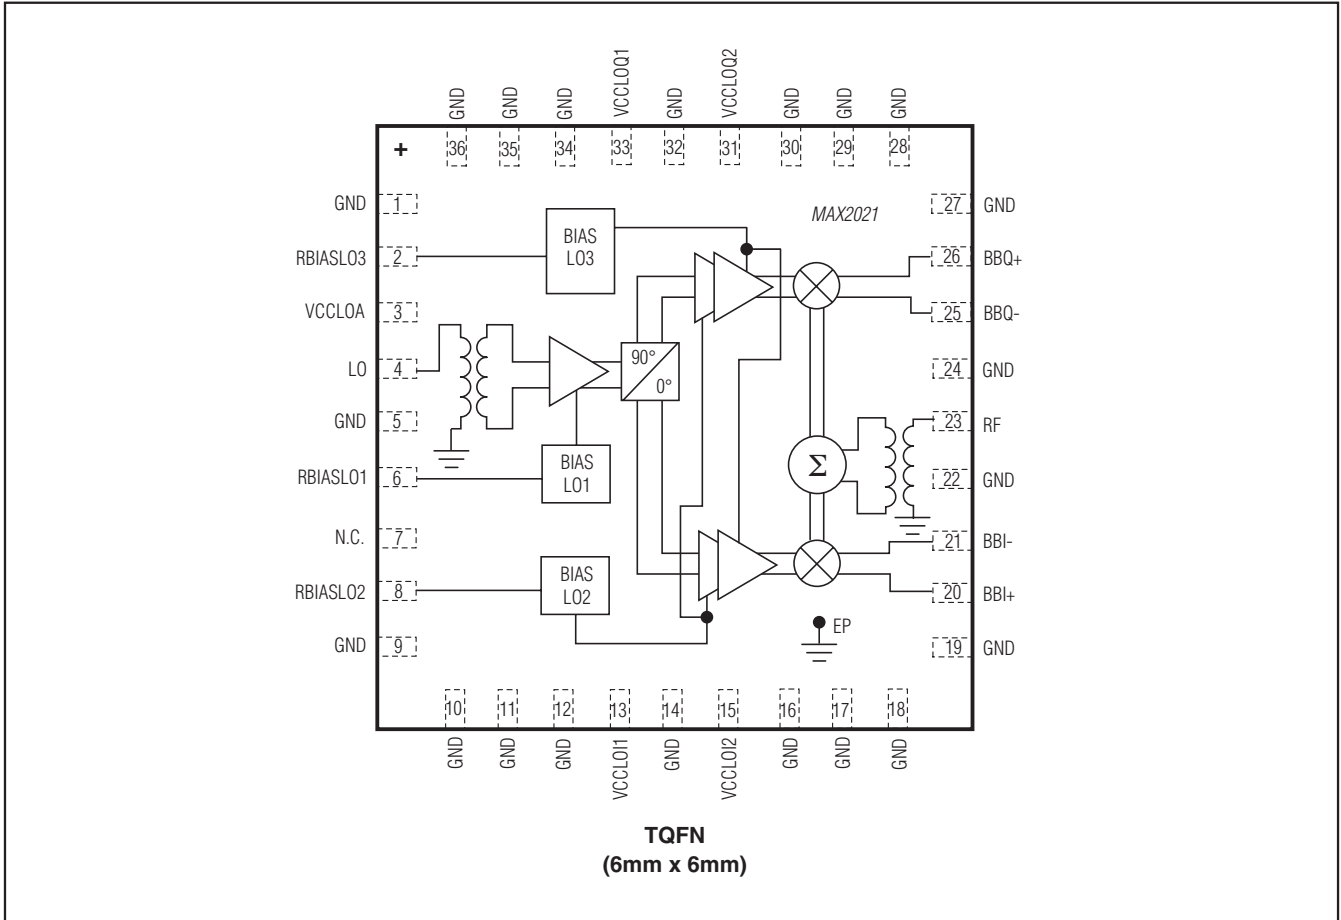 GND
GND
GND
VCCLOQ1
GND
VCCLOQ2
GND
GND
GND
+
36
35
34
33
32
31
30
29
28
MAX2021
GND 1
RBIASLO3 2
VCCLOA 3
LO 4
GND 5
RBIASLO1 6
N.C. 7
RBIASLO2 8
GND 9
BIAS
LO3
90°
0°
BIAS
LO1
BIAS
LO2
Σ
EP
27 GND
26 BBQ+
25 BBQ-
24 GND
23 RF
22 GND
21 BBI-
20 BBI+
19 GND
10
11
12
13
14
15
16
17
18
GND
GND
GND
VCCLOI1
GND
VCCLOI2
GND
GND
GND
TQFN
(6mm x 6mm)